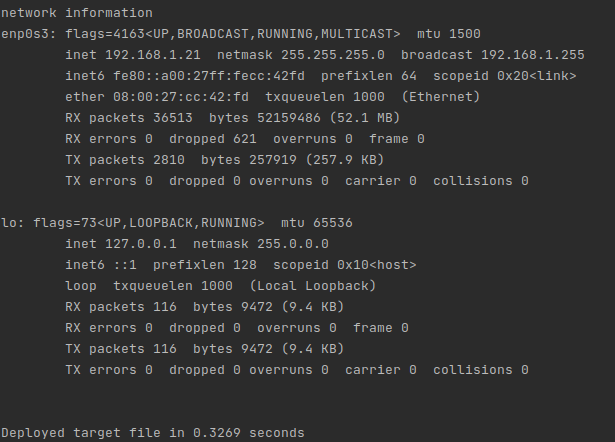 network information
enp0s3: flags=4163<UP,BROADCAST,RUNNING,MULTICAST>  mtu 1500
        inet 192.168.1.21  netmask 255.255.255.0  broadcast 192.168.1.255
        inet6 fe80::a00:27ff:fecc:42fd  prefixlen 64  scopeid 0x20<link>
        ether 08:00:27:cc:42:fd  txqueuelen 1000  (Ethernet)
        RX packets 36513  bytes 52159486 (52.1 MB)
        RX errors 0  dropped 621  overruns 0  frame 0
        TX packets 2810  bytes 257919 (257.9 KB)
        TX errors 0  dropped 0 overruns 0  carrier 0  collisions 0

lo: flags=73<UP,LOOPBACK,RUNNING>  mtu 65536
        inet 127.0.0.1  netmask 255.0.0.0
        inet6 ::1  prefixlen 128  scopeid 0x10<host>
        loop  txqueuelen 1000  (Local Loopback)
        RX packets 116  bytes 9472 (9.4 KB)
        RX errors 0  dropped 0  overruns 0  frame 0
        TX packets 116  bytes 9472 (9.4 KB)
        TX errors 0  dropped 0 overruns 0  carrier 0  collisions 0

Deployed target file in 0.3269 seconds